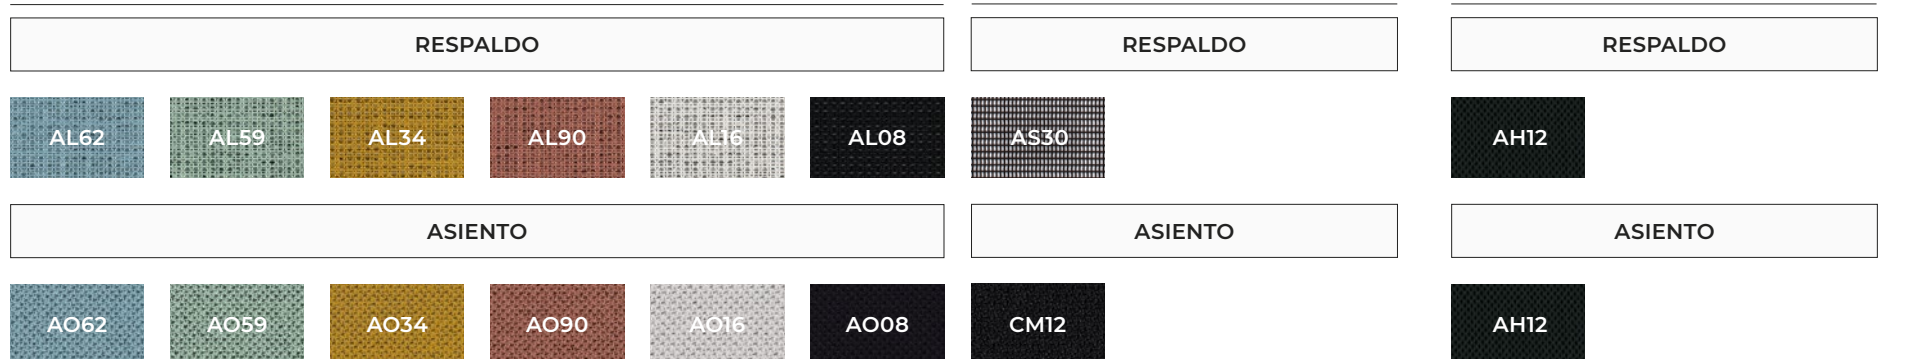 RESPALDO
AL62 AL59 AL34 AL90 AL16 AL08
ASIENTO
AO62 AO59 AO34 AO90 AO16 AO08
RESPALDO
AS30
ASIENTO
CM12
RESPALDO
AH12
ASIENTO
AH12